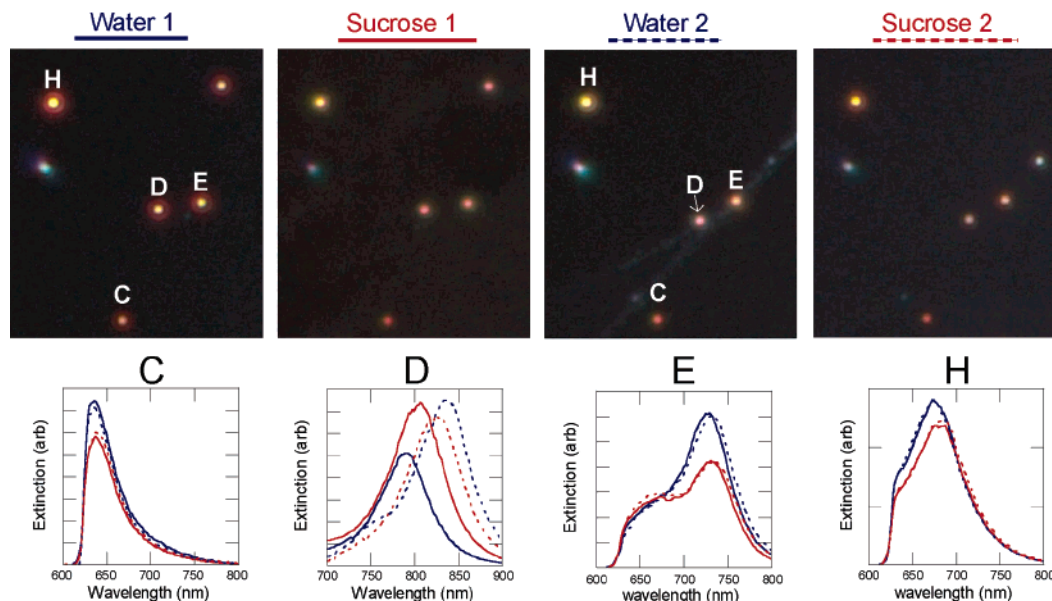 Water 1 Sucrose 1 Water 2 Sucrose 2
H H
D E D E
C C
C D E H
Extinction (arb) Extinction (arb) Extinction (arb) Extinction (arb)
600 650 700 750 800 700 750 800 850 900 600 650 700 750 800 600 650 700 750 800
wavelength (nm) Wavelength (nm) wavelength (nm) wavelength (nm)